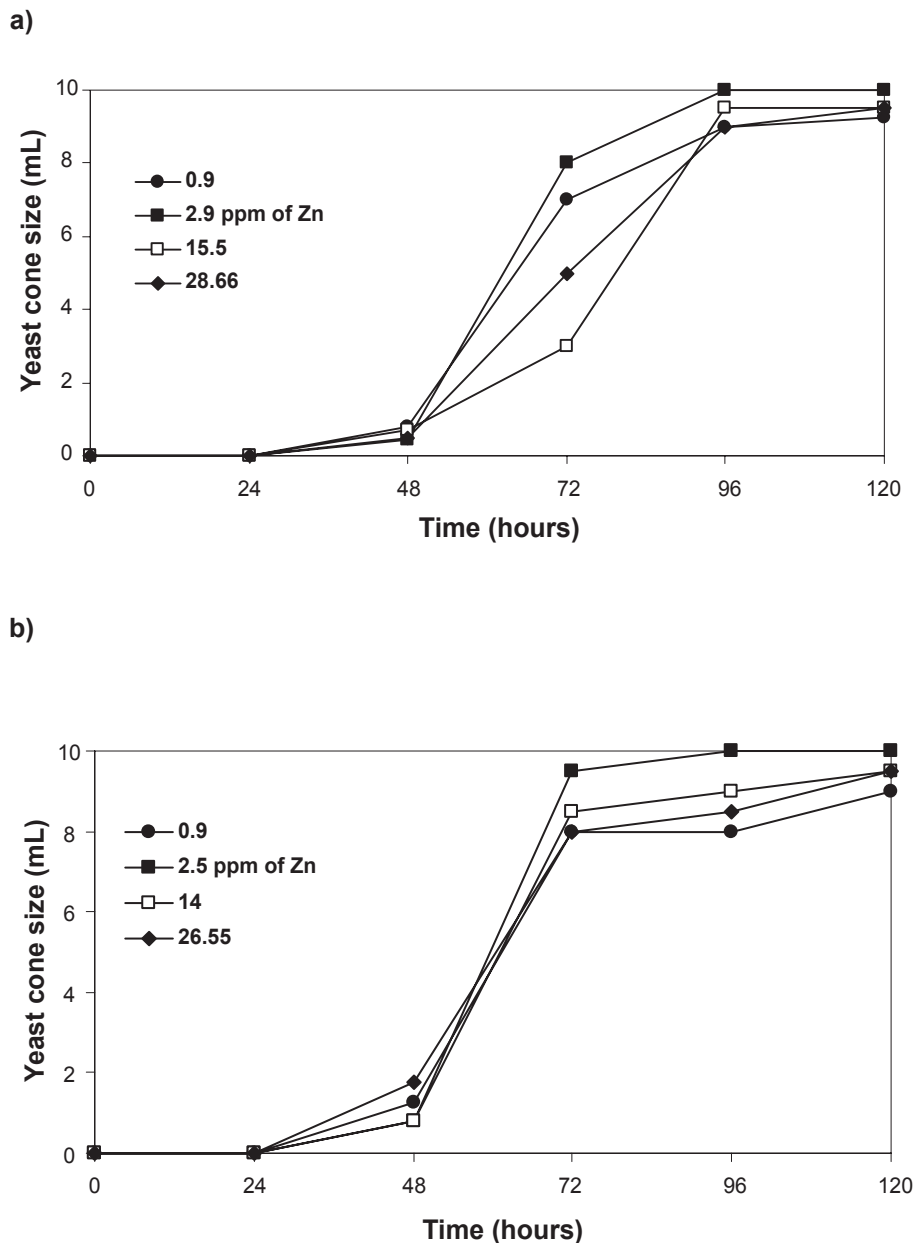 a)
Yeast cone size (mL)
10
8
6
4
2
0
0.9
2.9 ppm of Zn
15.5
28.66
0 24 48 72 96 120
Time (hours)
b)
Yeast cone size (mL)
10
8
6
4
2
0
0.9
2.5 ppm of Zn
14
26.55
0 24 48 72 96 120
Time (hours)